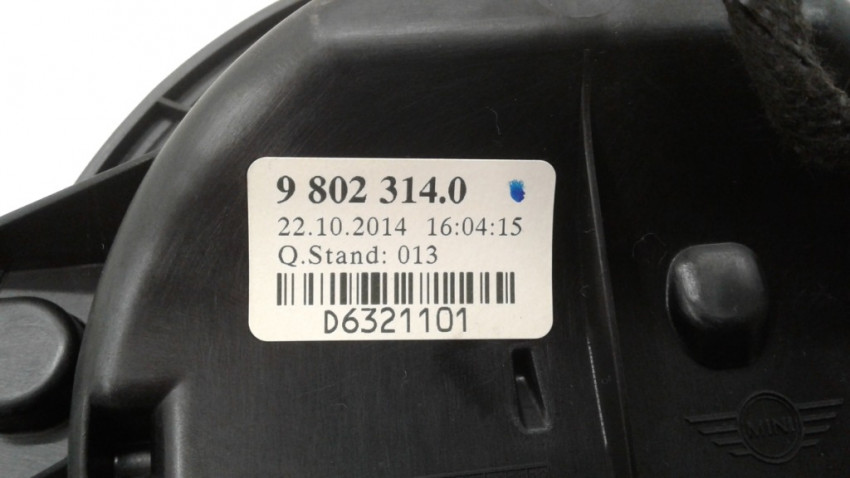 9 802 314.0
22.10.2014 16:04:15
Q.Stand: 013
D6321101
MINI